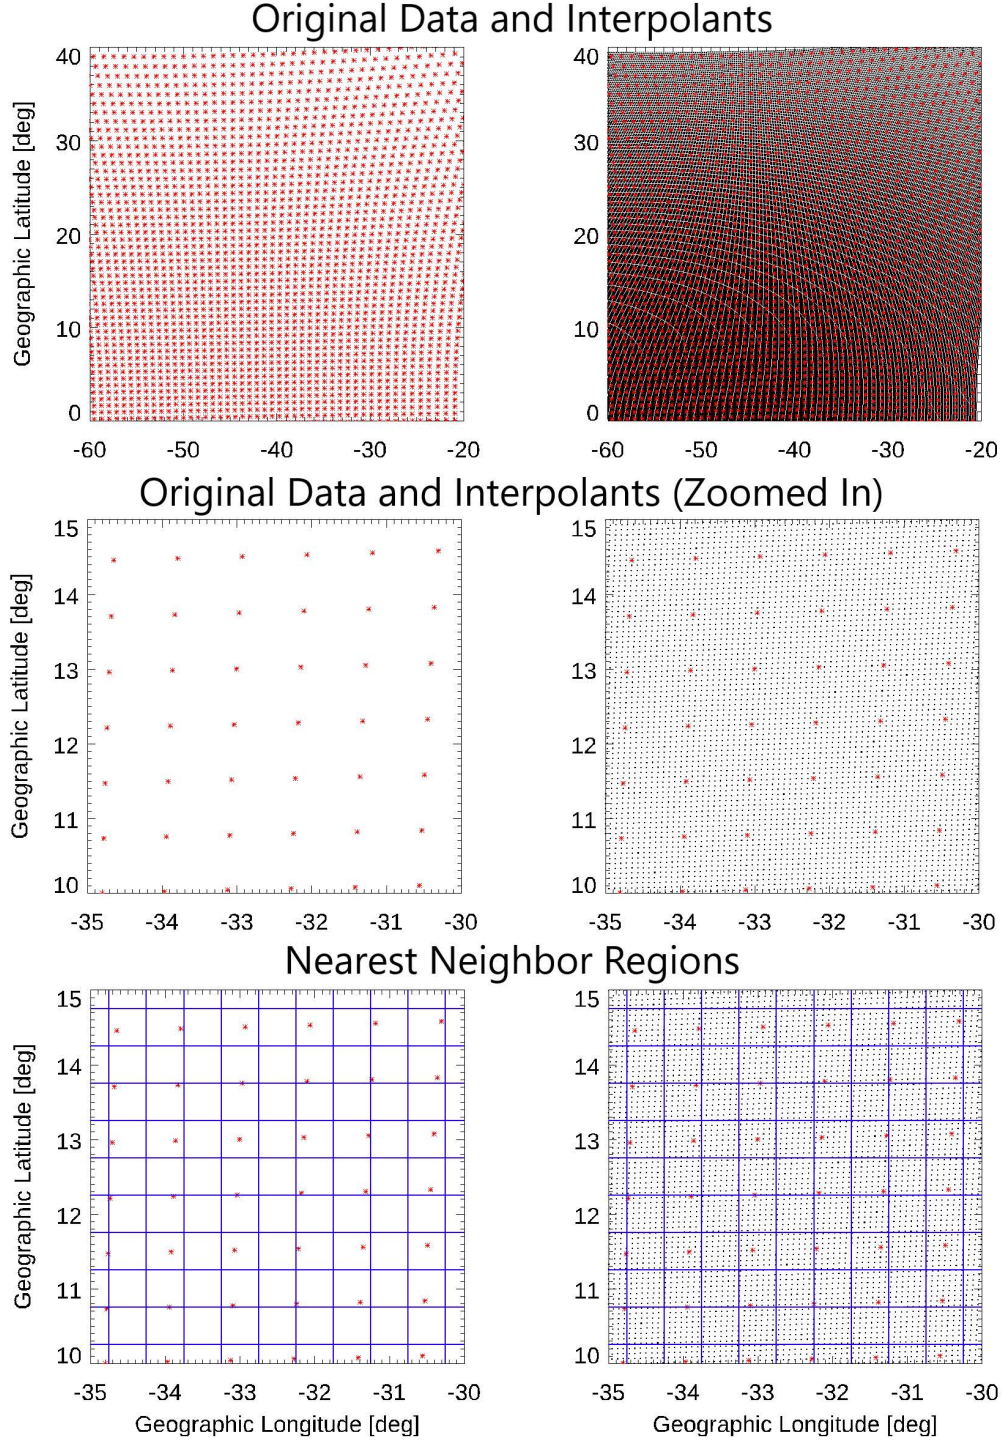 Original Data and Interpolants
40
30
20
10
0
Geographic Latitude [deg]
-60 -50 -40 -30 -20
40
30
20
10
0
-60 -50 -40 -30 -20
Original Data and Interpolants (Zoomed In)
15
14
13
12
11
10
Geographic Latitude [deg]
-35 -34 -33 -32 -31 -30
15
14
13
12
11
10
-35 -34 -33 -32 -31 -30
Nearest Neighbor Regions
15
14
13
12
11
10
Geographic Latitude [deg]
-35 -34 -33 -32 -31 -30
Geographic Longitude [deg]
15
14
13
12
11
10
-35 -34 -33 -32 -31 -30
Geographic Longitude [deg]